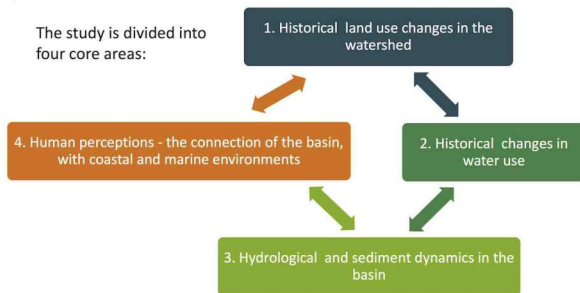 The study is divided into
four core areas:
1. Historical  land use changes in the
watershed
4. Human perceptions - the connection of the basin,
with coastal and marine environments
2. Historical changes in
water use
3. Hydrological  and sediment dynamics in the
basin